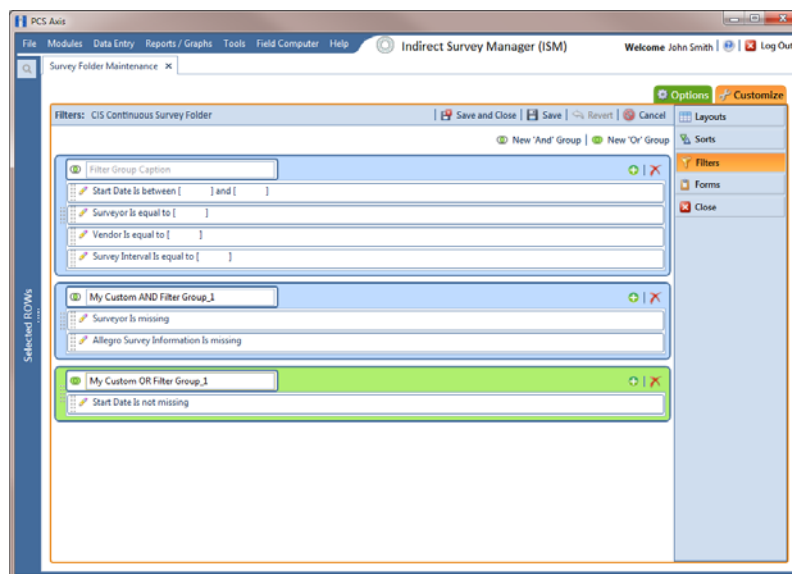 PCS Axis
File Modules Data Entry Reports / Graphs Tools Field Computer Help Indirect Survey Manager (ISM) Welcome John Smith | | Log Out
Survey Folder Maintenance ×
Options Customize
Filters: CIS Continuous Survey Folder | Save and Close | Save | Revert | Cancel
Layouts
New 'And' Group | New 'Or' Group
Sorts
Filter Group Caption
Filters
Start Date Is between [ ] and [ ]
Forms
Surveyor Is equal to [ ]
Close
Vendor Is equal to [ ]
Survey Interval Is equal to [ ]
My Custom AND Filter Group_1
Surveyor Is missing
Allegro Survey Information Is missing
My Custom OR Filter Group_1
Start Date Is not missing
Selected ROWs